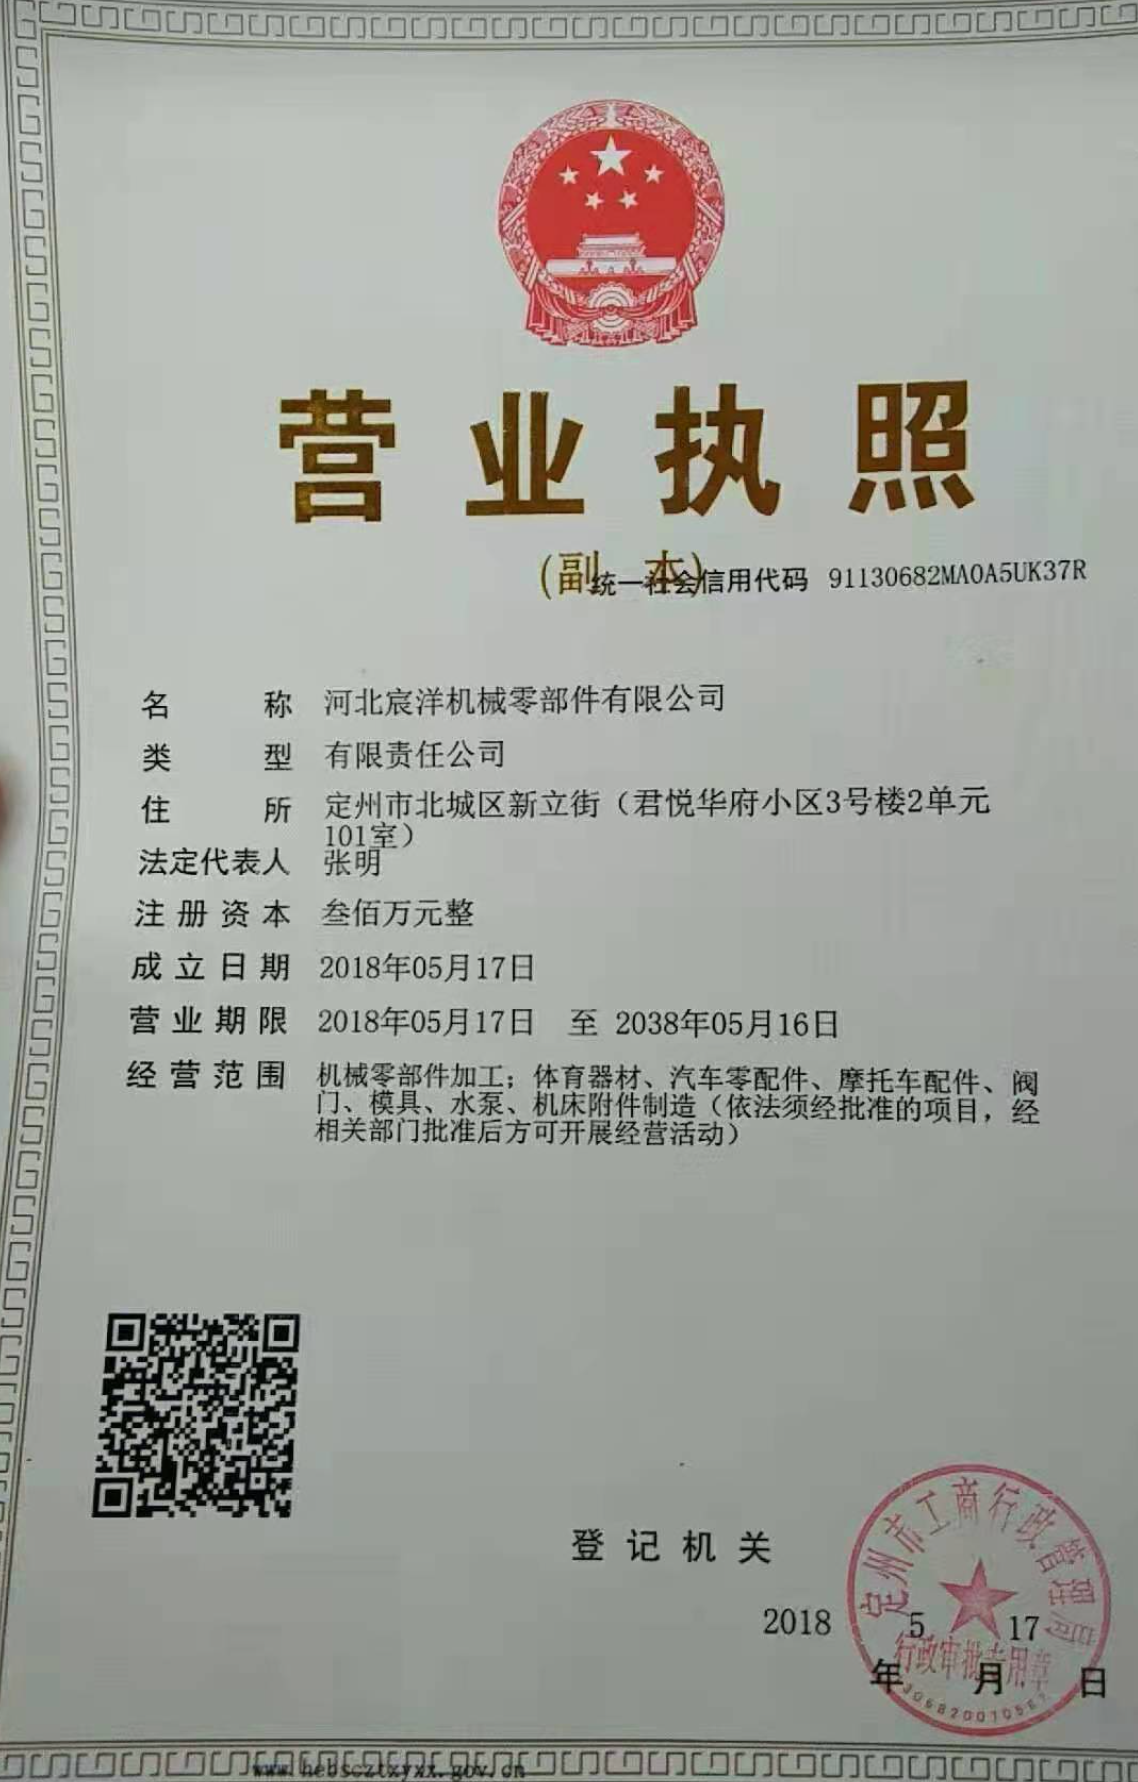 营业执照
(副 本)
统一社会信用代码 91130682MA0A5UK37R
名称 河北宸洋机械零部件有限公司
类型 有限责任公司
住所 定州市北城区新立街（君悦华府小区3号楼2单元
101室）
法定代表人 张明
注册资本 叁佰万元整
成立日期 2018年05月17日
营业期限 2018年05月17日 至 2038年05月16日
经营范围 机械零部件加工；体育器材、汽车零配件、摩托车配件、阀
门、模具、水泵、机床附件制造（依法须经批准的项目，经
相关部门批准后方可开展经营活动）
登记机关
定州市工商行政管理局
行政审批专用章
2018 5 17
年 月 日
www.hebscztxyxx.gov.cn